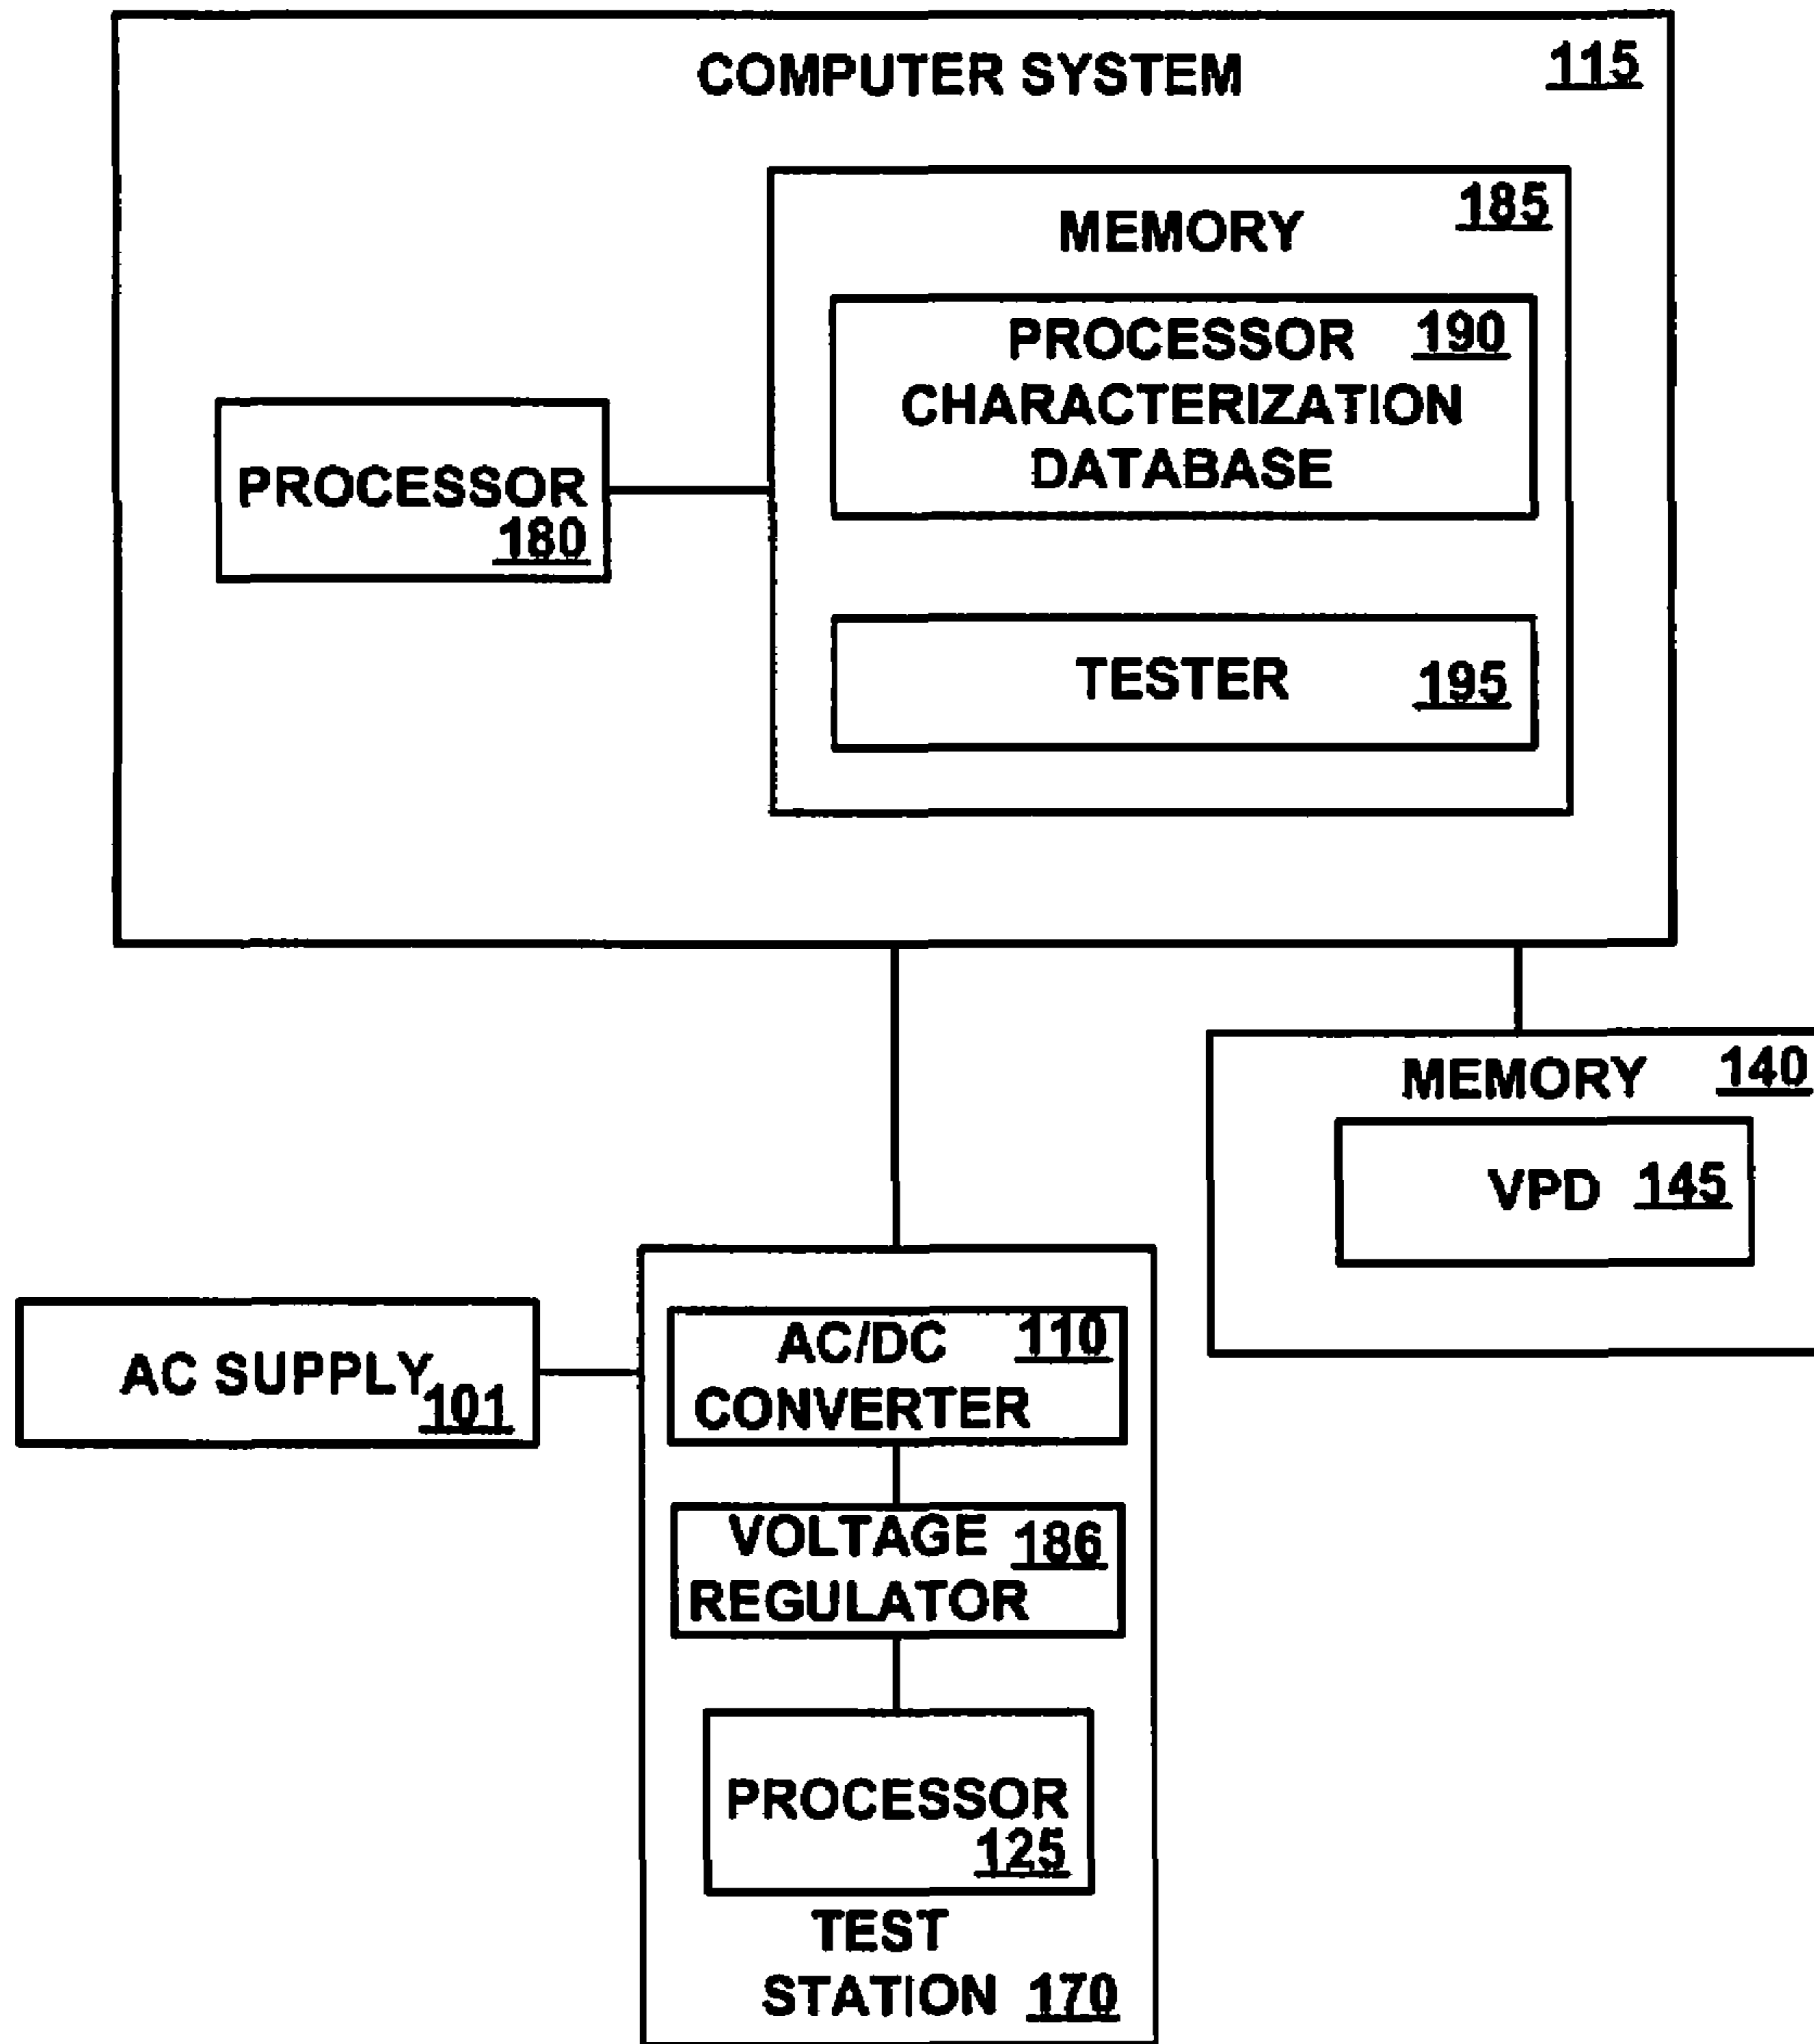 COMPUTER SYSTEM 115
MEMORY 185
PROCESSOR 190
CHARACTERIZATION
DATABASE
PROCESSOR
180
TESTER 195
MEMORY 140
VPD 145
AC SUPPLY 101
AC/DC 110
CONVERTER
VOLTAGE 186
REGULATOR
PROCESSOR
125
TEST
STATION 170